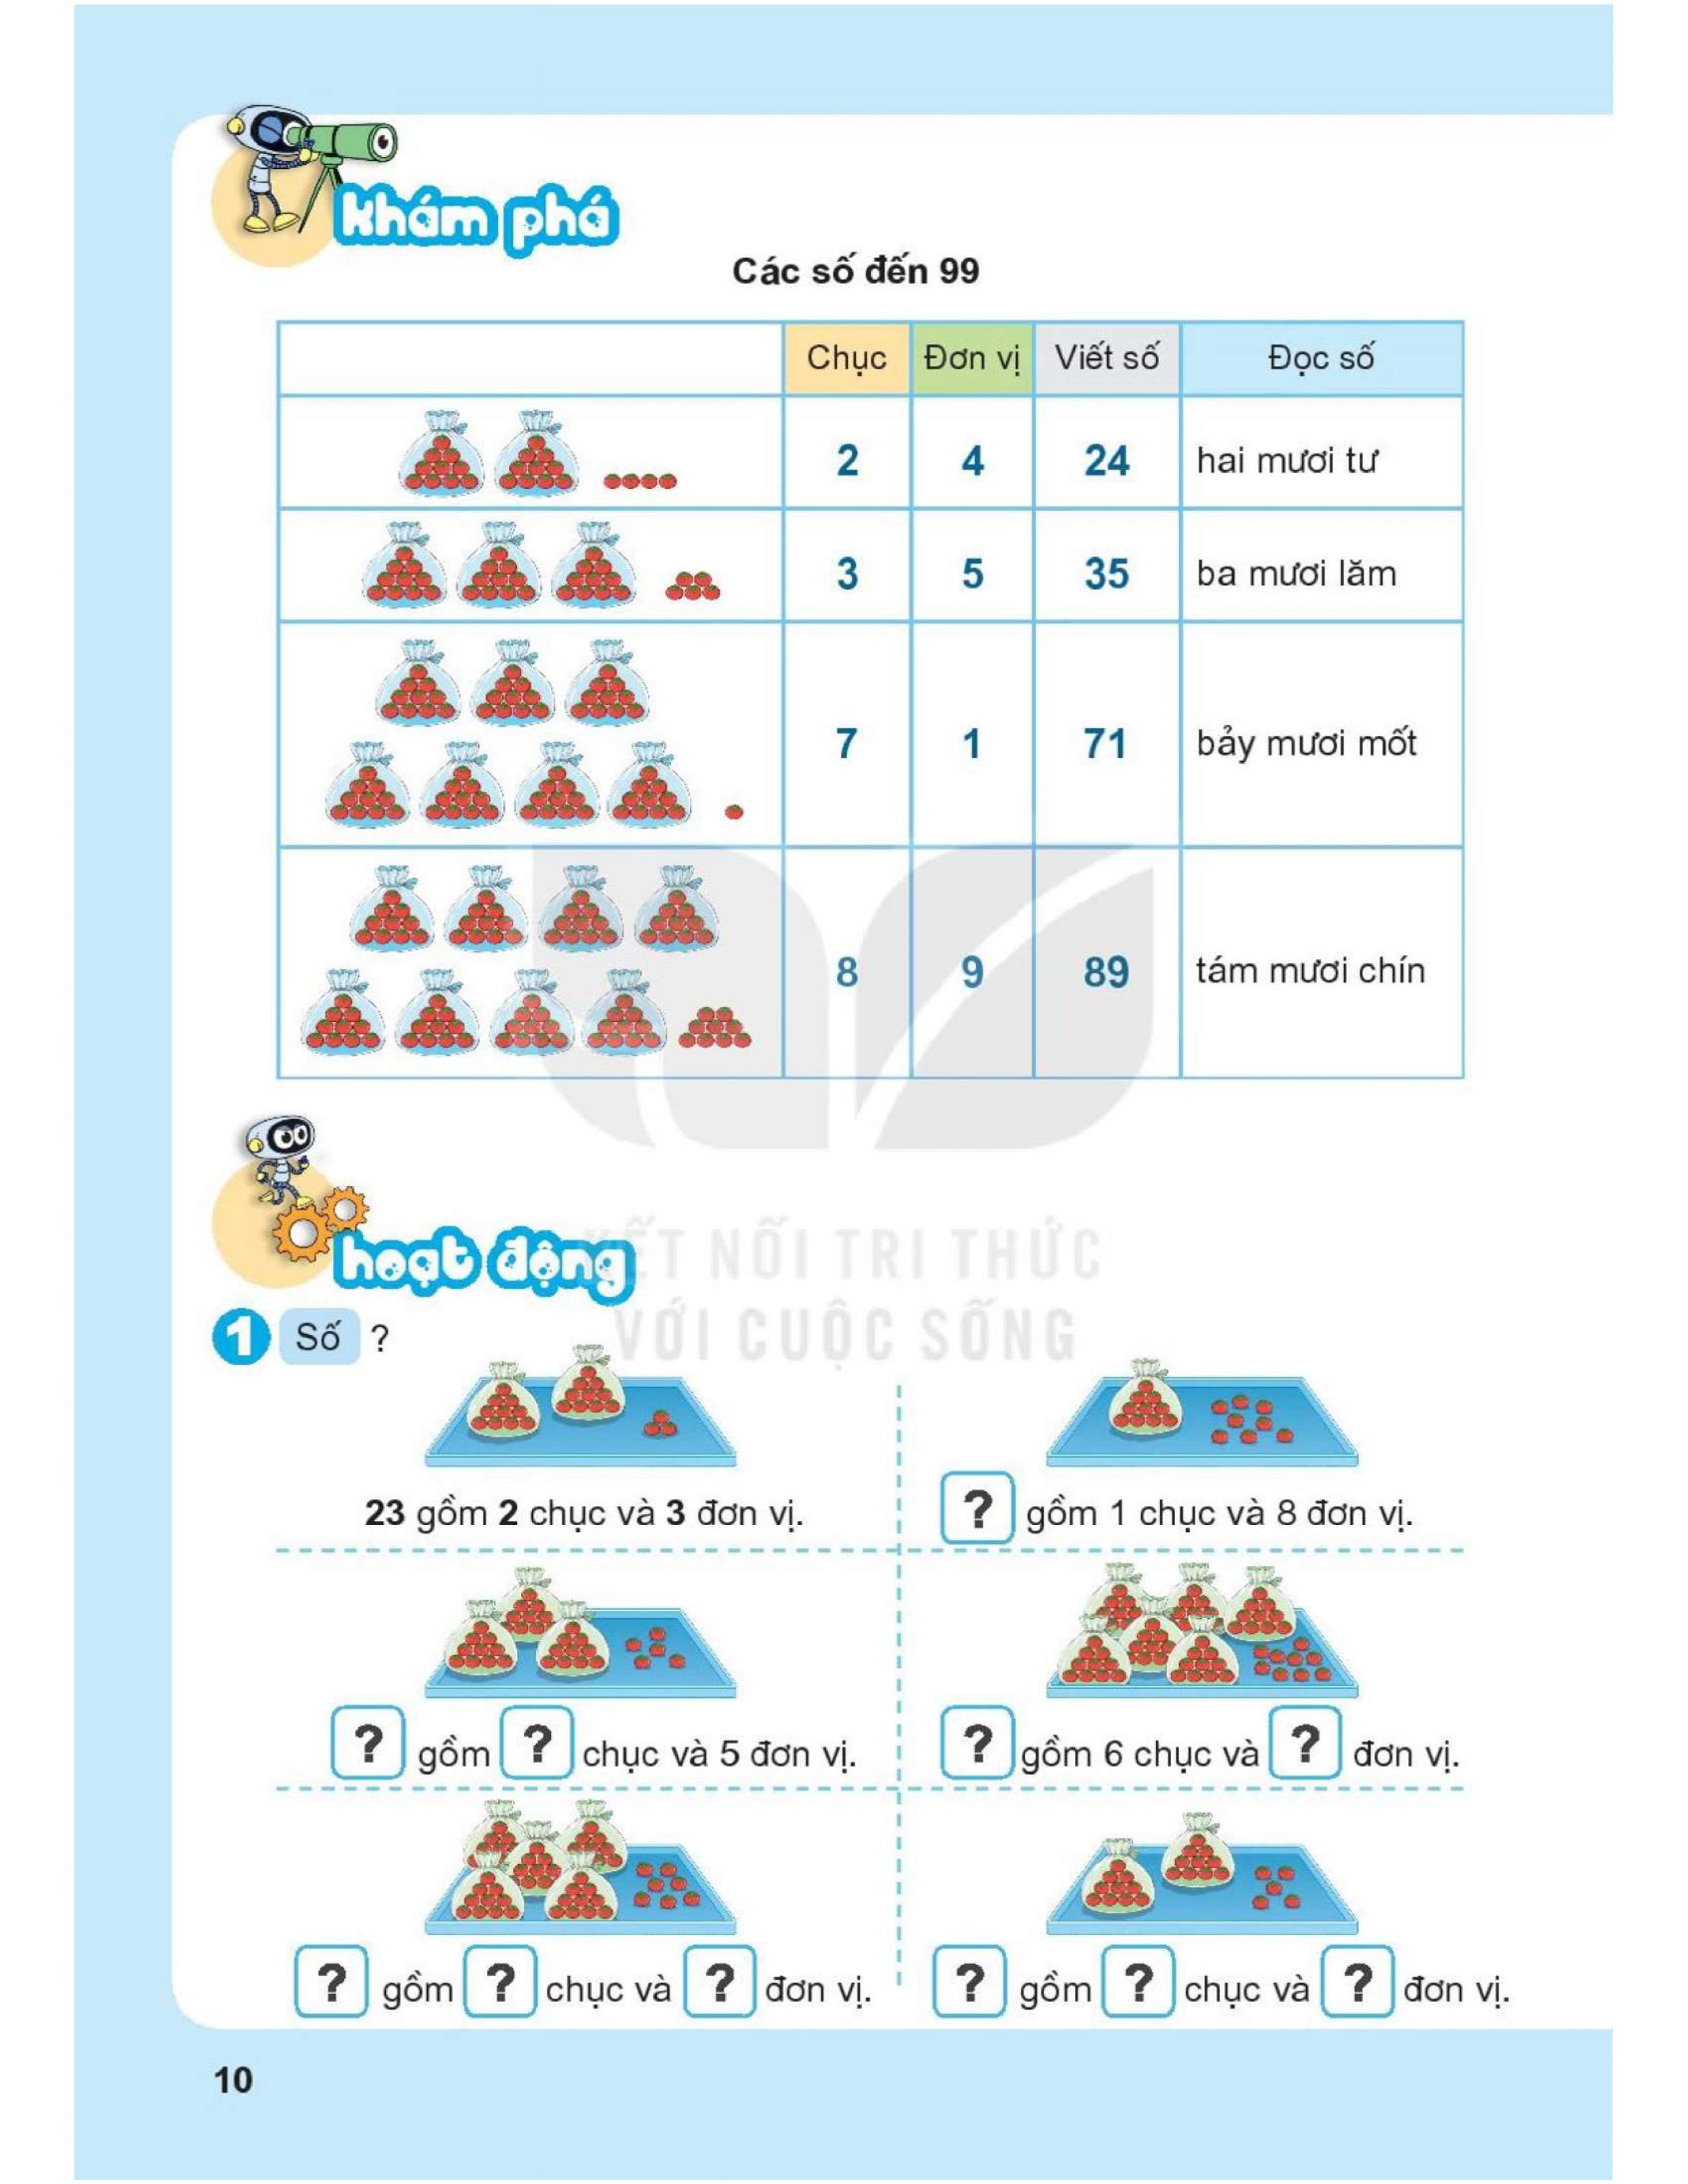 khám phá
Các số đến 99
Chục Đơn vị Viết số Đọc số
2 4 24 hai mươi tư
3 5 35 ba mươi lăm
7 1 71 bảy mươi mốt
8 9 89 tám mươi chín
hoạt động
KẾT NỐI TRI THỨC
VỚI CUỘC SỐNG
1 Số ?
23 gồm 2 chục và 3 đơn vị.
? gồm 1 chục và 8 đơn vị.
? gồm ? chục và 5 đơn vị.
? gồm 6 chục và ? đơn vị.
? gồm ? chục và ? đơn vị.
? gồm ? chục và ? đơn vị.
10